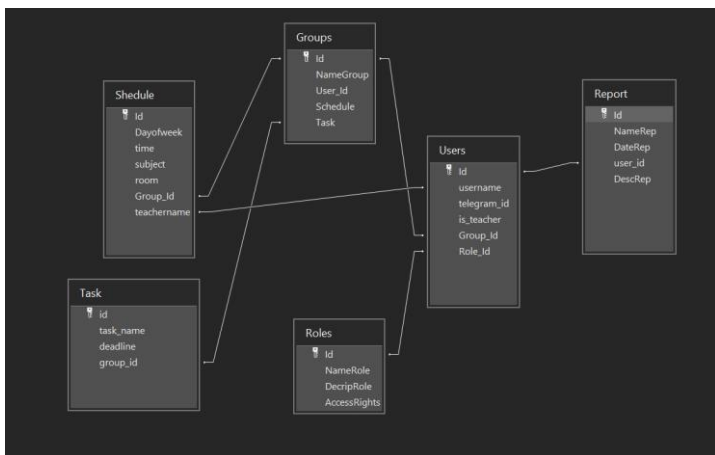 Groups
Id
NameGroup
User_Id
Schedule
Task
Shedule
Id
Dayofweek
time
subject
room
Group_Id
teachername
Report
Id
NameRep
DateRep
user_id
DescRep
Users
Id
username
telegram_id
is_teacher
Group_Id
Role_Id
Task
id
task_name
deadline
group_id
Roles
Id
NameRole
DecripRole
AccessRights